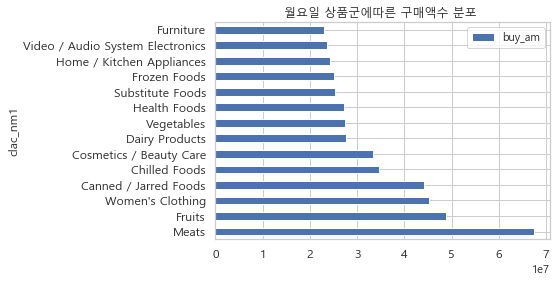 월요일 상품군에따른 구매액수 분포
buy_am
clac_nm1
Furniture
Video / Audio System Electronics
Home / Kitchen Appliances
Frozen Foods
Substitute Foods
Health Foods
Vegetables
Dairy Products
Cosmetics / Beauty Care
Chilled Foods
Canned / Jarred Foods
Women's Clothing
Fruits
Meats
0 1 2 3 4 5 6 7
1e7